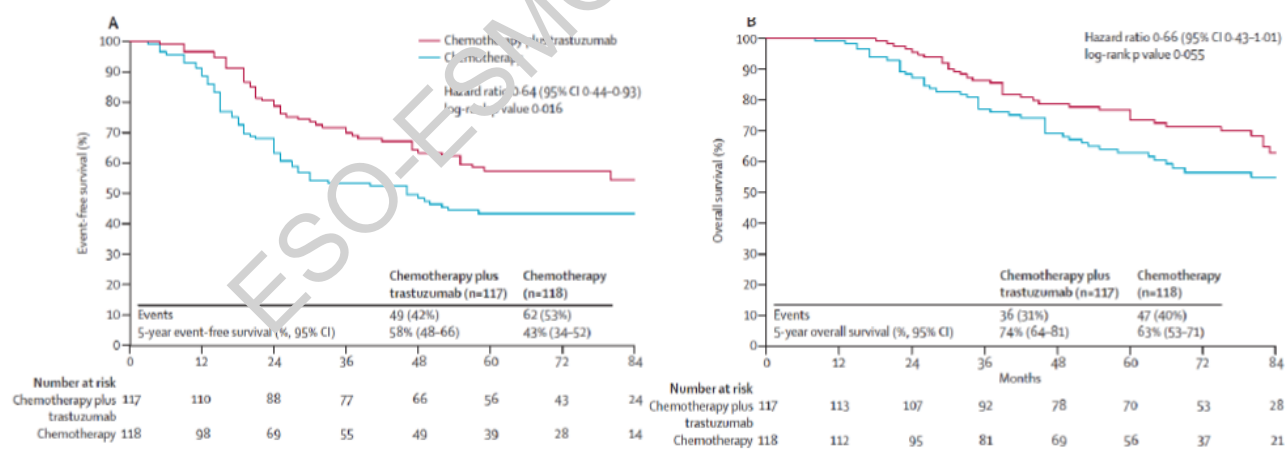 A
Chemotherapy plus trastuzumab
Chemotherapy
Hazard ratio 0·64 (95% CI 0·44–0·93)
log-rank p value 0·016
Event-free survival (%)
100
90
80
70
60
50
40
30
20
10
0
Chemotherapy plus trastuzumab (n=117) Chemotherapy (n=118)
Events 49 (42%) 62 (53%)
5-year event-free survival (%, 95% CI) 58% (48–66) 43% (34–52)
0 12 24 36 48 60 72 84
Number at risk
Chemotherapy plus trastuzumab 117 110 88 77 66 56 43 24
Chemotherapy 118 98 69 55 49 39 28 14
B
Hazard ratio 0·66 (95% CI 0·43–1·01)
log-rank p value 0·055
Overall survival (%)
100
90
80
70
60
50
40
30
20
10
0
Chemotherapy plus trastuzumab (n=117) Chemotherapy (n=118)
Events 36 (31%) 47 (40%)
5-year overall survival (%, 95% CI) 74% (64–81) 63% (53–71)
0 12 24 36 48 60 72 84
Months
Number at risk
Chemotherapy plus trastuzumab 117 113 107 92 78 70 53 28
Chemotherapy 118 112 95 81 69 56 37 21